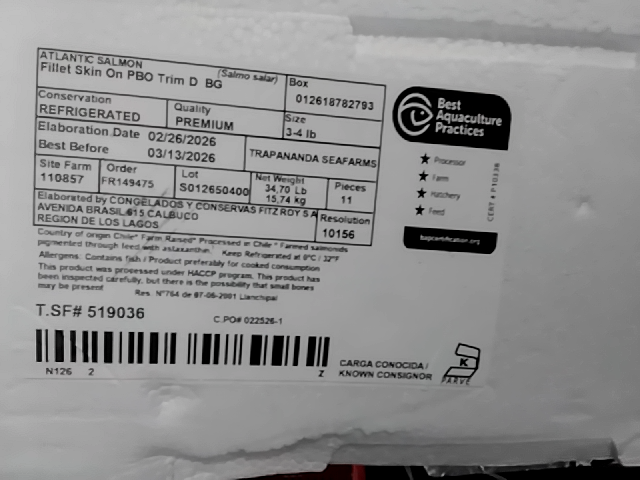 ATLANTIC SALMON
(Salmo salar)
Fillet Skin On PBO Trim D BG
Box
012618782793
Conservation
REFRIGERATED
Quality
PREMIUM
Size
3-4 lb
Elaboration Date 02/26/2026
Best Before 03/13/2026
TRAPANANDA SEAFARMS
Site Farm
110857
Order
FR149475
Lot
S012650400
Net Weight
34,70 Lb
15,74 kg
Pieces
11
Elaborated by CONGELADOS Y CONSERVAS FITZ ROY S A
AVENIDA BRASIL 615 CALBUCO
REGION DE LOS LAGOS
Resolution
10156
Country of origin Chile* Farm Raised* Processed in Chile * Farmed salmonids
pigmented through feed with astaxanthin. Keep Refrigerated at 0°C / 32°F
Allergens: Contains fish / Product preferably for cooked consumption
This product was processed under HACCP program. This product has
been inspected carefully, but there is the possibility that small bones
may be present
Res. N°764 de 07-06-2001 Llanchipal
T.SF# 519036
C.PO# 022526-1
N126 2 Z
CARGA CONOCIDA /
KNOWN CONSIGNOR
K
PARVE
Best
Aquaculture
Practices
Processor
Farm
Hatchery
Feed
CERT # P10338
bapcertification.org